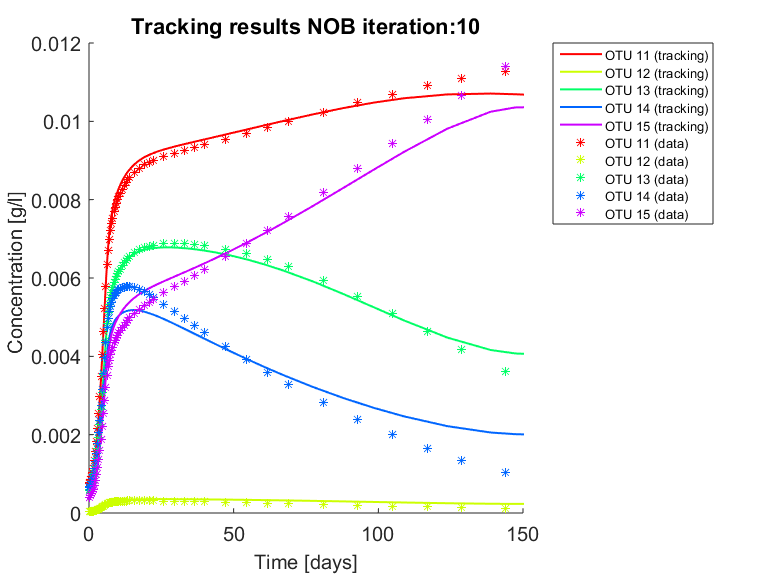 Tracking results NOB iteration:10
0.012
0.01
0.008
0.006
0.004
0.002
0
Concentration [g/l]
0
50
100
150
Time [days]
OTU 11 (tracking)
OTU 12 (tracking)
OTU 13 (tracking)
OTU 14 (tracking)
OTU 15 (tracking)
OTU 11 (data)
OTU 12 (data)
OTU 13 (data)
OTU 14 (data)
OTU 15 (data)